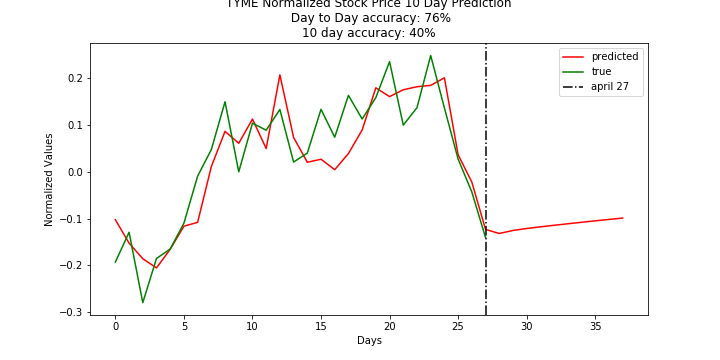 TYME Normalized Stock Price 10 Day Prediction
Day to Day accuracy: 76%
10 day accuracy: 40%
predicted
true
april 27
Normalized Values
0.2
0.1
0.0
−0.1
−0.2
−0.3
0 5 10 15 20 25 30 35
Days